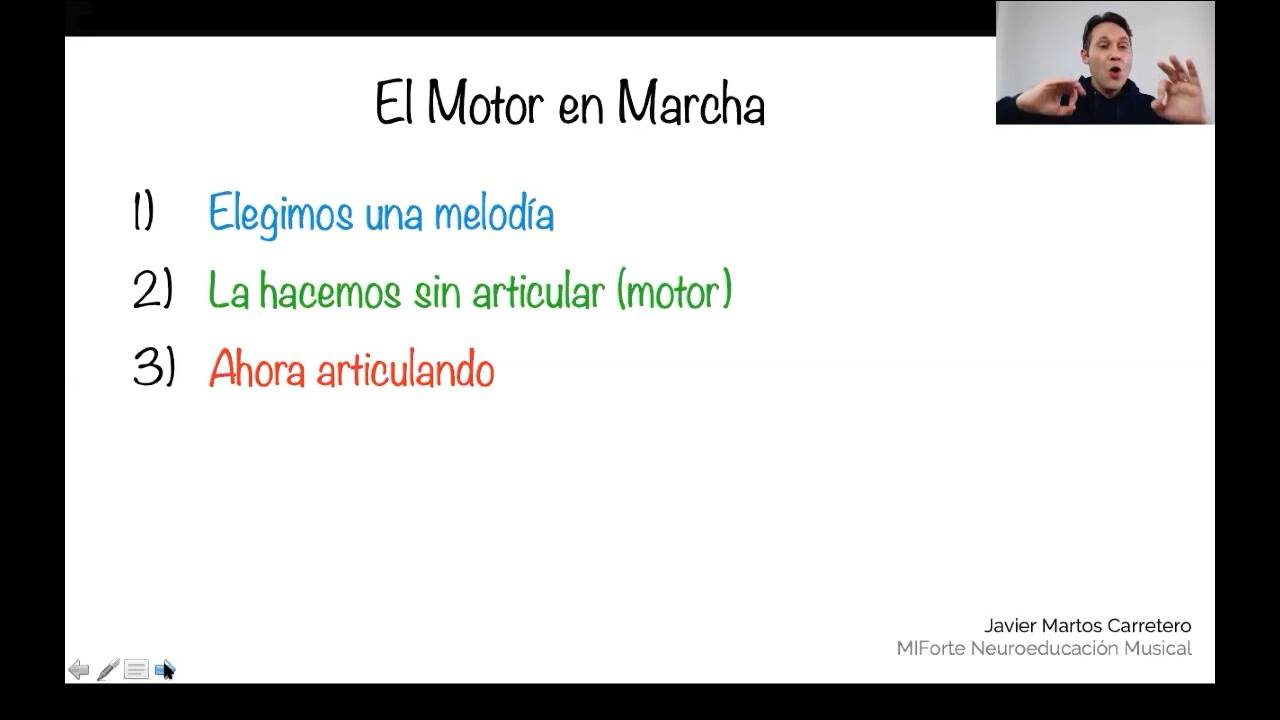 El Motor en Marcha
1) Elegimos una melodía
2) La hacemos sin articular (motor)
3) Ahora articulando
Javier Martos Carretero
MIForte Neuroeducación Musical